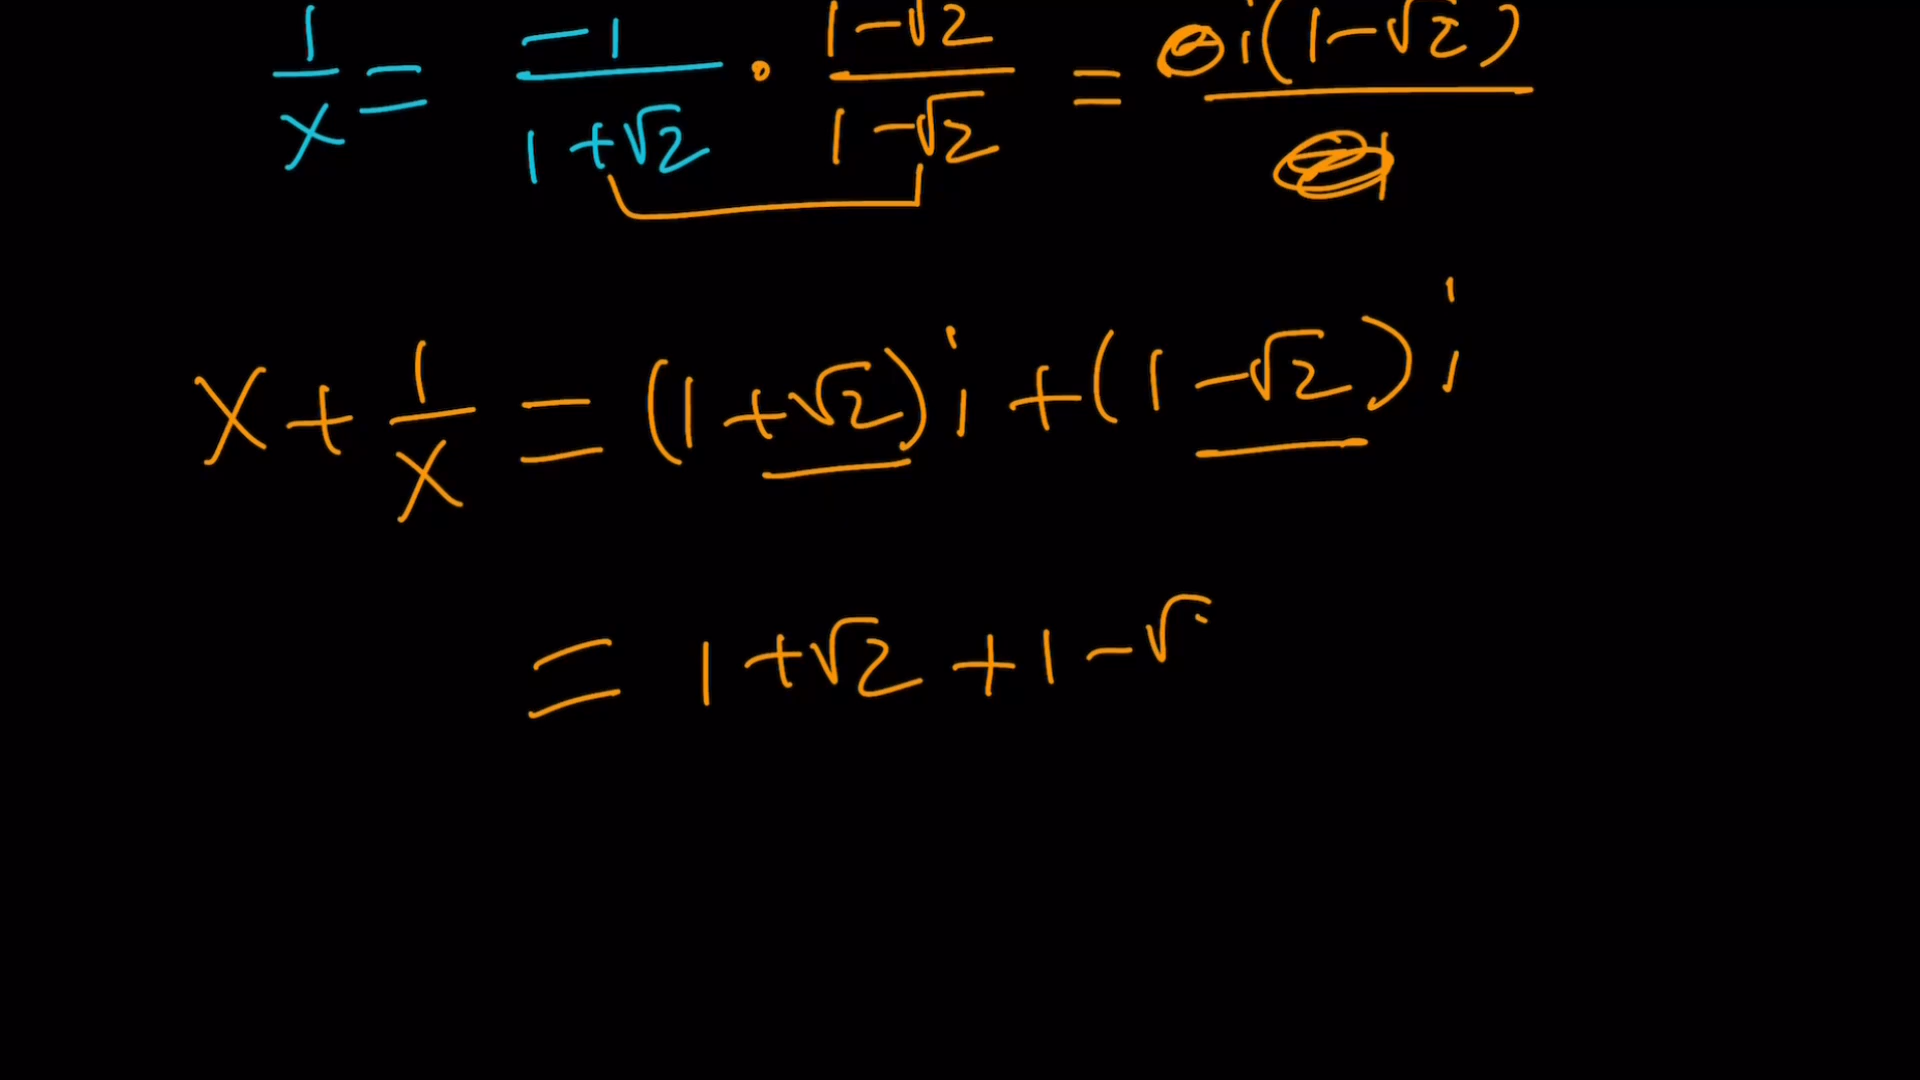 1/x = -1/(1+√2) · (1-√2)/(1-√2) = i(1-√2)/
x + 1/x = (1+√2)i + (1-√2)i
= 1+√2 + 1-√